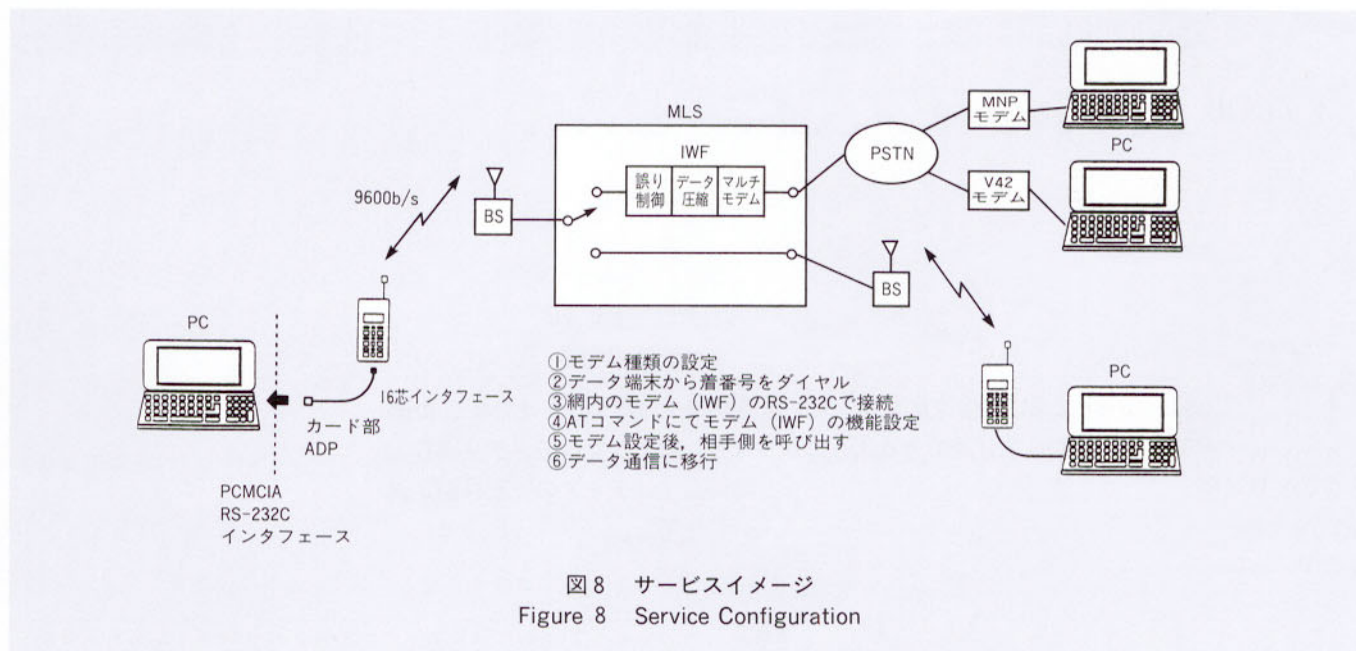 MLS
IWF
誤り制御
データ圧縮
マルチモデム
9600b/s
BS
PSTN
MNP
モデム
PC
V42
モデム
BS
PC
PC
16芯インタフェース
カード部
ADP
PCMCIA
RS-232C
インタフェース
①モデム種類の設定
②データ端末から着番号をダイヤル
③網内のモデム（IWF）のRS-232Cで接続
④ATコマンドにてモデム（IWF）の機能設定
⑤モデム設定後，相手側を呼び出す
⑥データ通信に移行
図8　サービスイメージ
Figure 8　Service Configuration